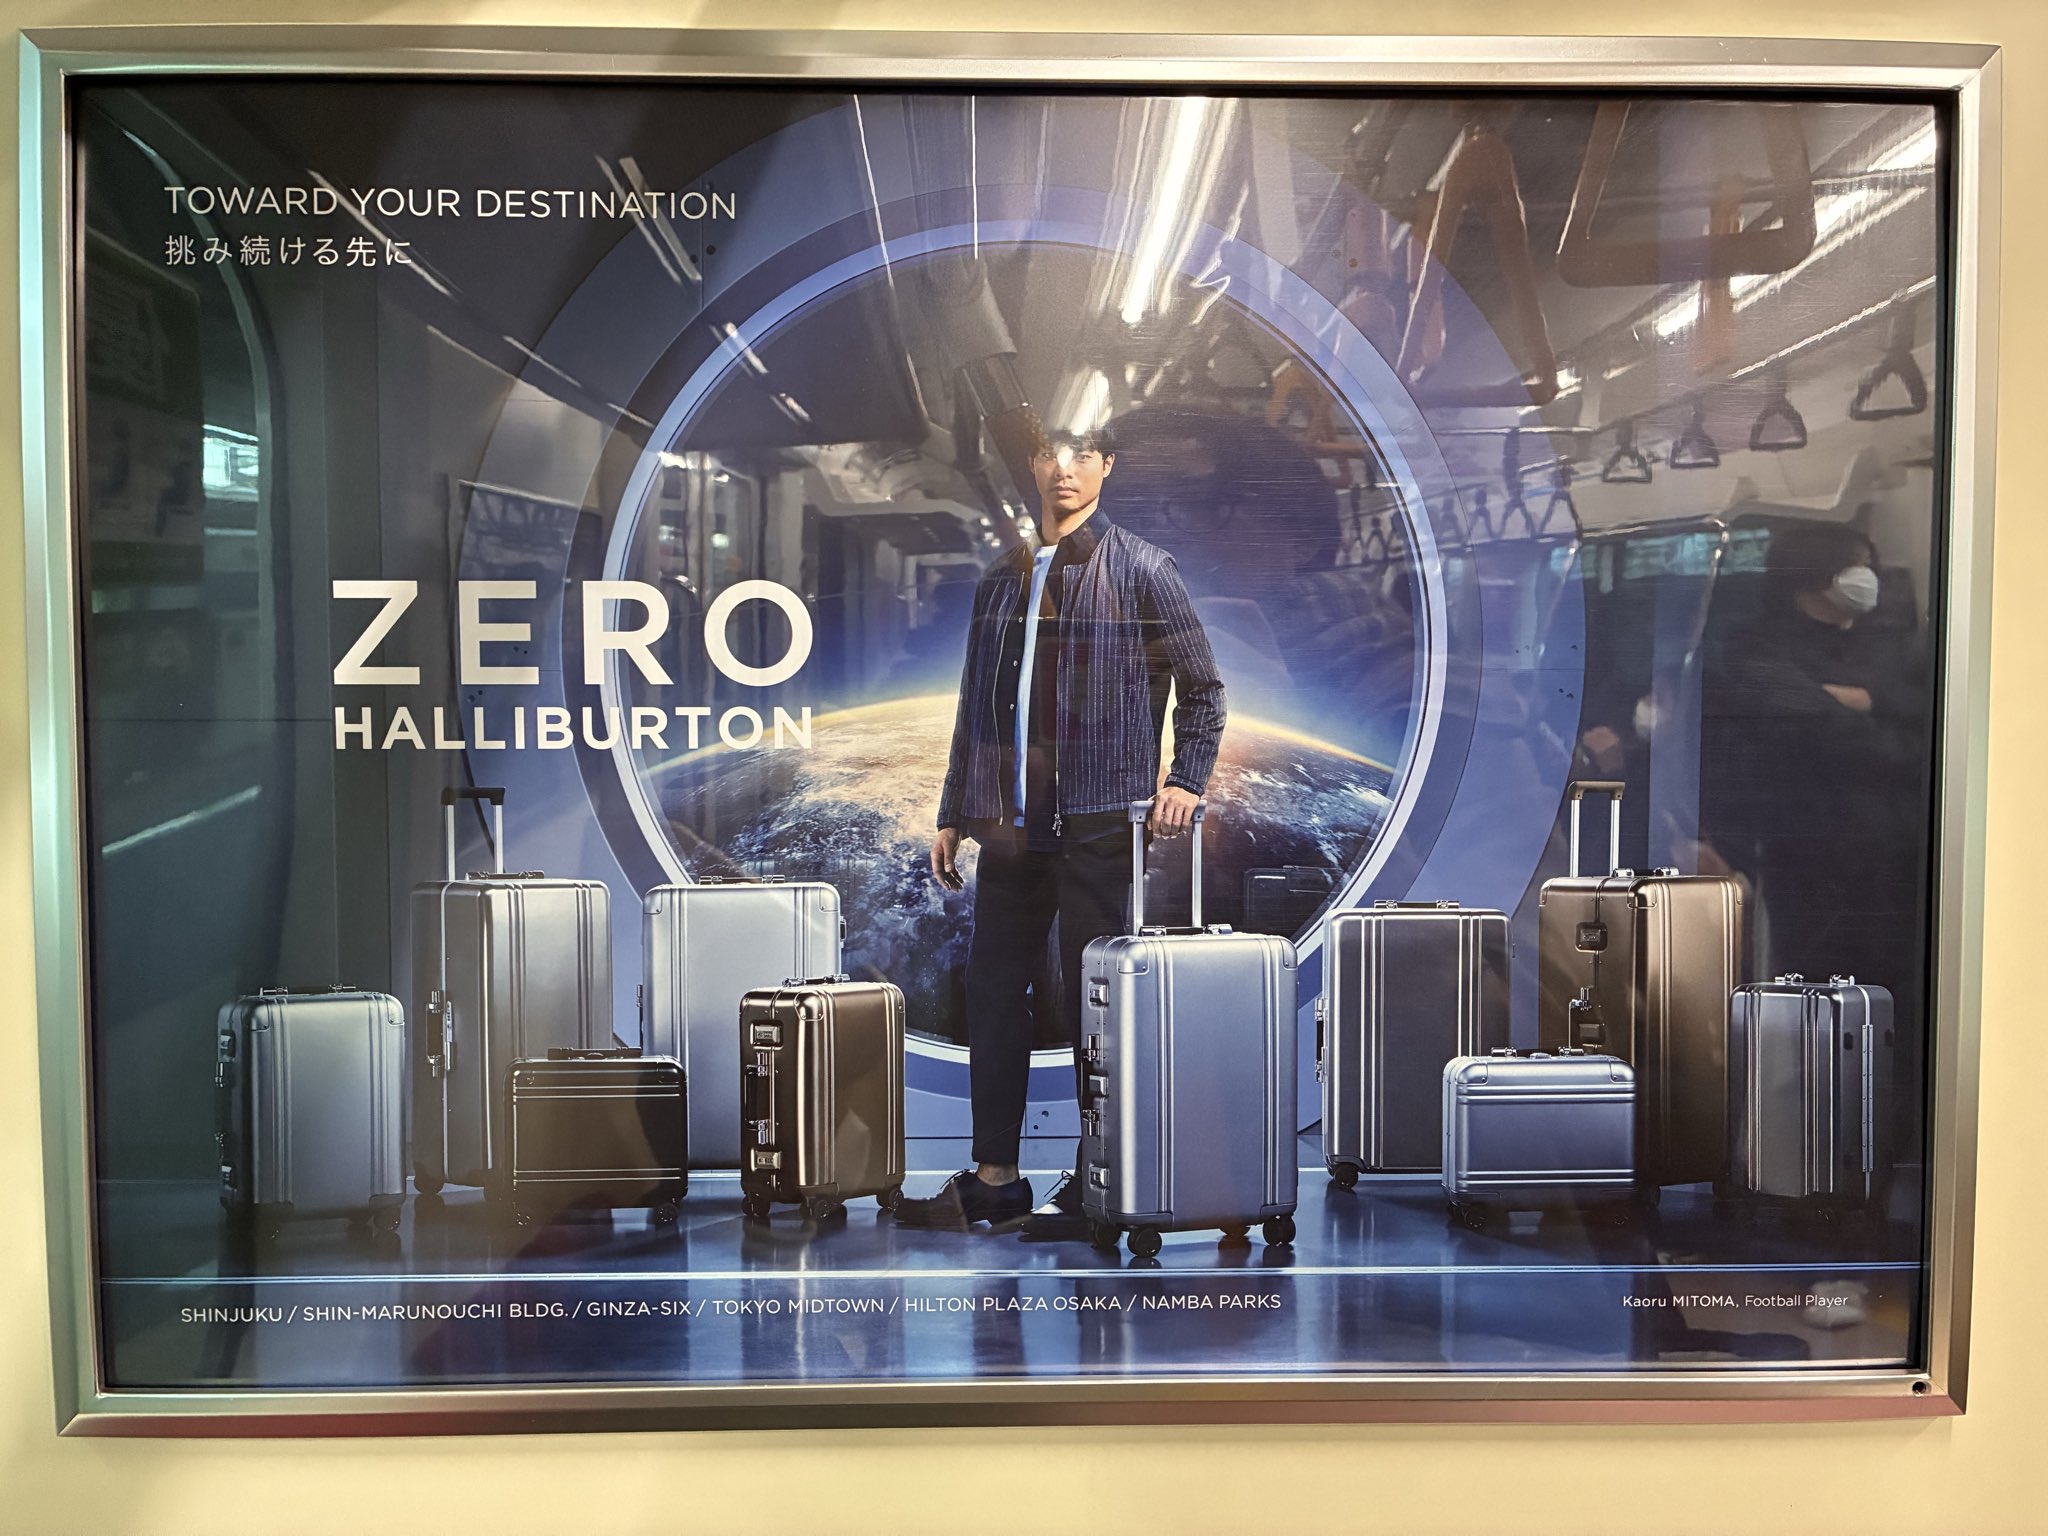 TOWARD YOUR DESTINATION
挑み続ける先に
ZERO
HALLIBURTON
SHINJUKU / SHIN-MARUNOUCHI BLDG. / GINZA-SIX / TOKYO MIDTOWN / HILTON PLAZA OSAKA / NAMBA PARKS
Kaoru MITOMA, Football Player